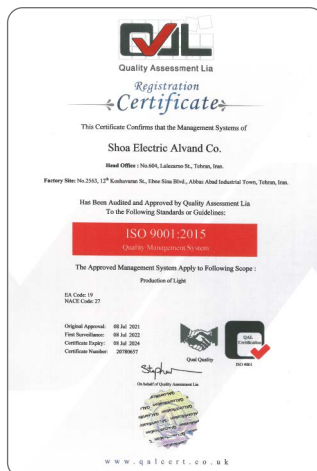 QAL
Quality Assessment Lia
Registration
Certificate
This Certificate Confirms that the Management Systems of
Shoa Electric Alvand Co.
Head Office : No.604, Lalezarno St., Tehran, Iran.
Factory Site: No.2563, 12th Koshavaran St., Ebne Sina Blvd., Abbas Abad Industrial Town, Tehran, Iran.
Has Been Audited and Approved by Quality Assessment Lia
To the Following Standards or Guidelines:
ISO 9001:2015
Quality Management System
The Approved Management System Apply to Following Scope :
Production of Light
EA Code: 19
NACE Code: 27
Original Approval: 08 Jul 2021
First Surveillance: 08 Jul 2022
Certificate Expiry: 08 Jul 2024
Certificate Number: 20780657
Qual Quality
QAL
Certification
ISO 9001
On behalf of Quality Assessment Lia
www.qalcert.co.uk